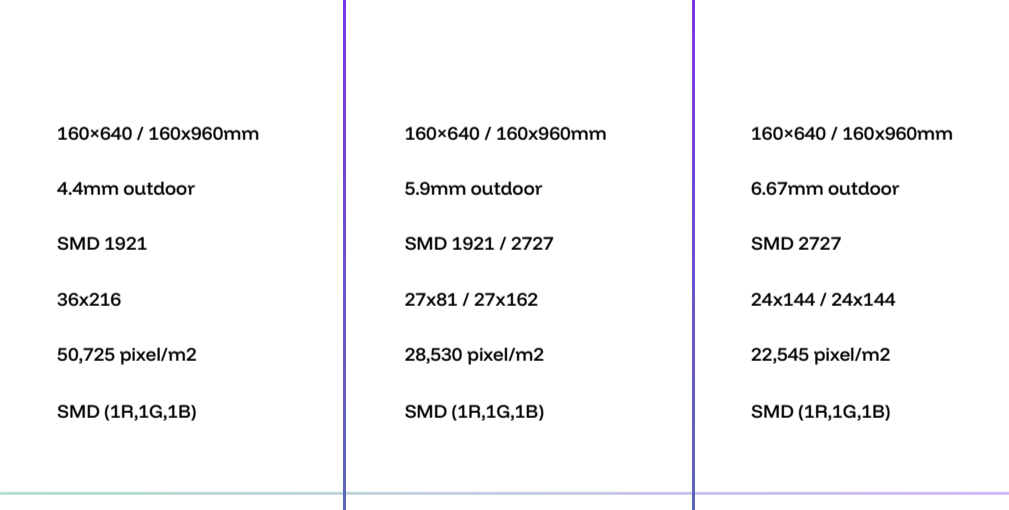 160×640 / 160x960mm
4.4mm outdoor
SMD 1921
36x216
50,725 pixel/m2
SMD (1R,1G,1B)
160×640 / 160x960mm
5.9mm outdoor
SMD 1921 / 2727
27x81 / 27x162
28,530 pixel/m2
SMD (1R,1G,1B)
160×640 / 160x960mm
6.67mm outdoor
SMD 2727
24x144 / 24x144
22,545 pixel/m2
SMD (1R,1G,1B)